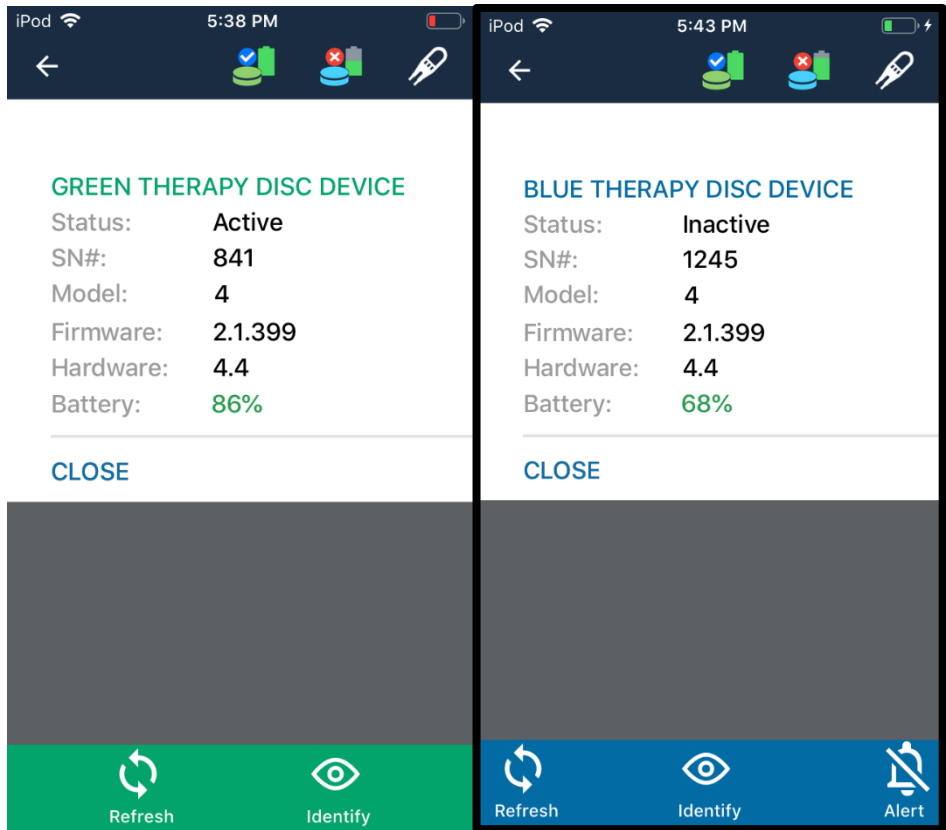 iPod 5:38 PM
GREEN THERAPY DISC DEVICE
Status: Active
SN#: 841
Model: 4
Firmware: 2.1.399
Hardware: 4.4
Battery: 86%
CLOSE
Refresh Identify
iPod 5:43 PM
BLUE THERAPY DISC DEVICE
Status: Inactive
SN#: 1245
Model: 4
Firmware: 2.1.399
Hardware: 4.4
Battery: 68%
CLOSE
Refresh Identify Alert